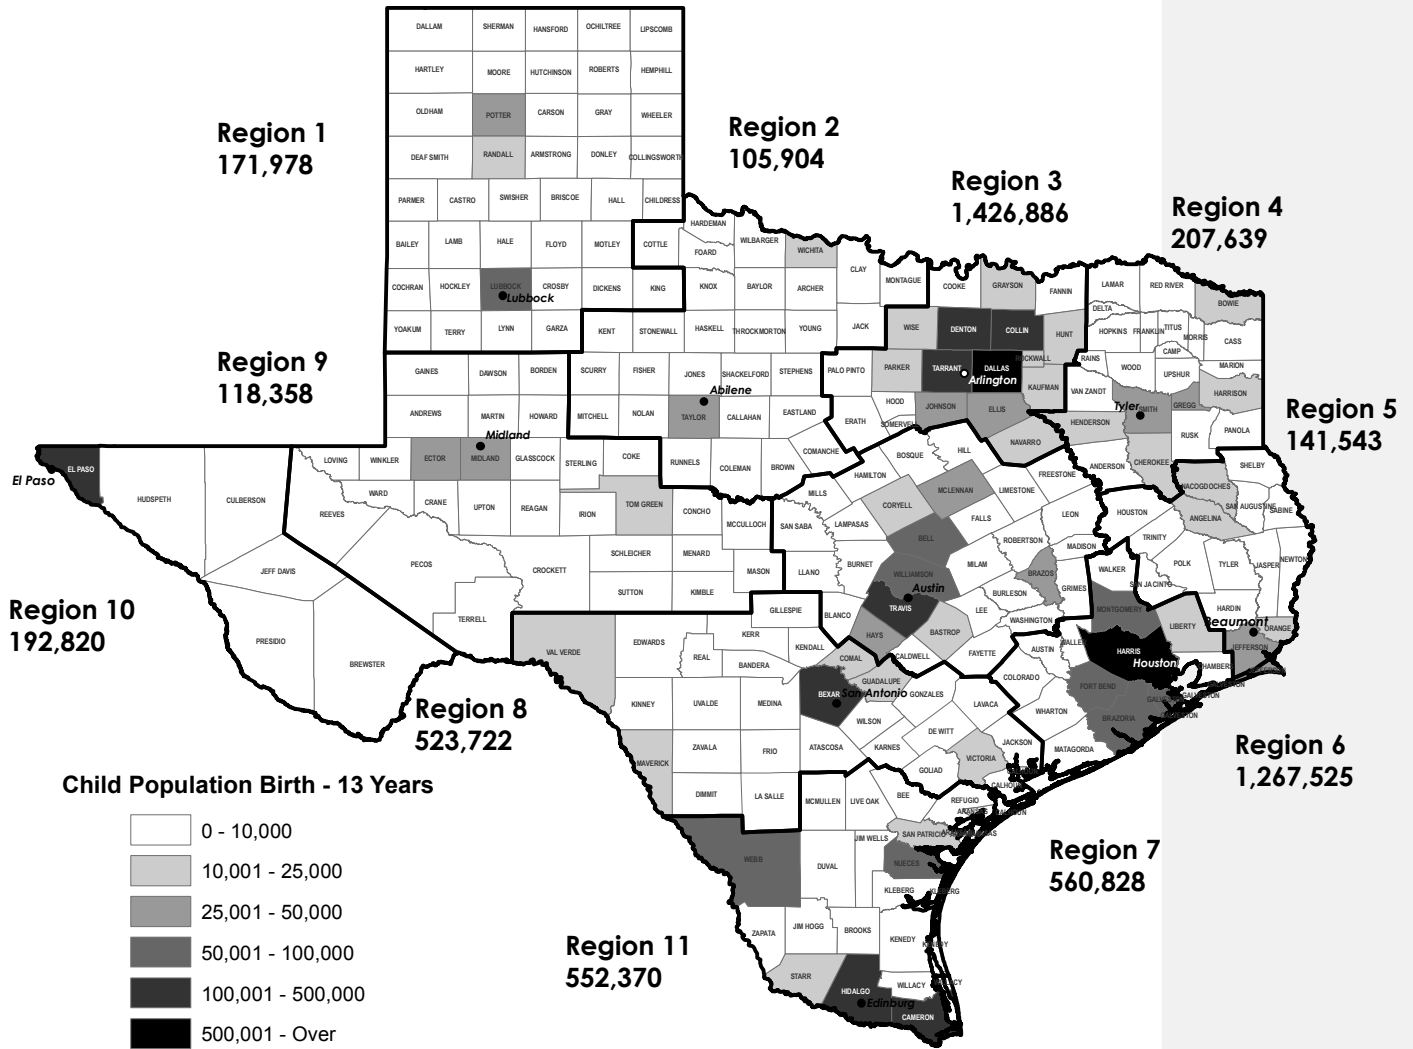 DALLAM SHERMAN HANSFORD OCHILTREE LIPSCOMB
HARTLEY MOORE HUTCHINSON ROBERTS HEMPHILL
OLDHAM POTTER CARSON GRAY WHEELER
Region 1
171,978
Region 2
105,904
DEAF SMITH RANDALL ARMSTRONG DONLEY COLLINGSWORTH
Region 3
1,426,886
Region 4
207,639
PARMER CASTRO SWISHER BRISCOE HALL CHILDRESS
HARDEMAN
BAILEY LAMB HALE FLOYD MOTLEY COTTLE FOARD WILBARGER WICHITA
CLAY MONTAGUE COOKE GRAYSON FANNIN LAMAR RED RIVER BOWIE
COCHRAN HOCKLEY LUBBOCK CROSBY DICKENS KING KNOX BAYLOR ARCHER
Lubbock
DELTA
YOAKUM TERRY LYNN GARZA KENT STONEWALL HASKELL THROCKMORTON YOUNG JACK WISE DENTON COLLIN HUNT HOPKINS FRANKLIN TITUS MORRIS CASS
CAMP
Region 9
118,358
ROCKWALL RAINS
GAINES DAWSON BORDEN SCURRY FISHER JONES SHACKELFORD STEPHENS PALO PINTO PARKER TARRANT DALLAS KAUFMAN VAN ZANDT WOOD UPSHUR MARION
Arlington
HARRISON
Abilene
ANDREWS MARTIN HOWARD MITCHELL NOLAN TAYLOR CALLAHAN EASTLAND ERATH HOOD SOMERVELL JOHNSON ELLIS HENDERSON SMITH GREGG
Tyler
RUSK PANOLA
Region 5
141,543
Midland
NAVARRO
LOVING WINKLER ECTOR MIDLAND GLASSCOCK STERLING COKE RUNNELS COLEMAN BROWN COMANCHE BOSQUE HILL FREESTONE ANDERSON CHEROKEE SHELBY
EL PASO
El Paso
HUDSPETH CULBERSON
HAMILTON NACOGDOCHES
WARD REEVES CRANE UPTON REAGAN IRION TOM GREEN CONCHO MILLS CORYELL MCLENNAN LIMESTONE LEON HOUSTON ANGELINA SAN AUGUSTINE SABINE
MCCULLOCH SAN SABA LAMPASAS FALLS
BELL ROBERTSON MADISON TRINITY
JEFF DAVIS PECOS CROCKETT SCHLEICHER MENARD MASON LLANO BURNET WILLIAMSON MILAM BRAZOS WALKER POLK TYLER JASPER NEWTON
SAN JACINTO
GRIMES
Region 10
192,820
SUTTON KIMBLE
Austin
BURLESON
LEE
MONTGOMERY HARDIN
TERRELL GILLESPIE BLANCO TRAVIS WASHINGTON LIBERTY
Beaumont
ORANGE
PRESIDIO BREWSTER VAL VERDE EDWARDS KERR HAYS BASTROP
REAL BANDERA KENDALL COMAL CALDWELL FAYETTE AUSTIN WALLER HARRIS JEFFERSON
Houston
CHAMBERS
Region 8
523,722
KINNEY UVALDE MEDINA BEXAR GUADALUPE GONZALES COLORADO FORT BEND
San Antonio
GALVESTON
LAVACA WHARTON BRAZORIA
WILSON
DE WITT
MAVERICK ZAVALA FRIO ATASCOSA KARNES JACKSON MATAGORDA
VICTORIA
GOLIAD
Region 6
1,267,525
DIMMIT LA SALLE MCMULLEN LIVE OAK BEE CALHOUN
REFUGIO
SAN PATRICIO
Child Population Birth - 13 Years
0 - 10,000
10,001 - 25,000
25,001 - 50,000
50,001 - 100,000
100,001 - 500,000
500,001 - Over
WEBB DUVAL JIM WELLS NUECES
KLEBERG KLEBERG
Region 7
560,828
ZAPATA JIM HOGG BROOKS KENEDY KENEDY
Region 11
552,370
STARR HIDALGO WILLACY
Edinburg
CAMERON